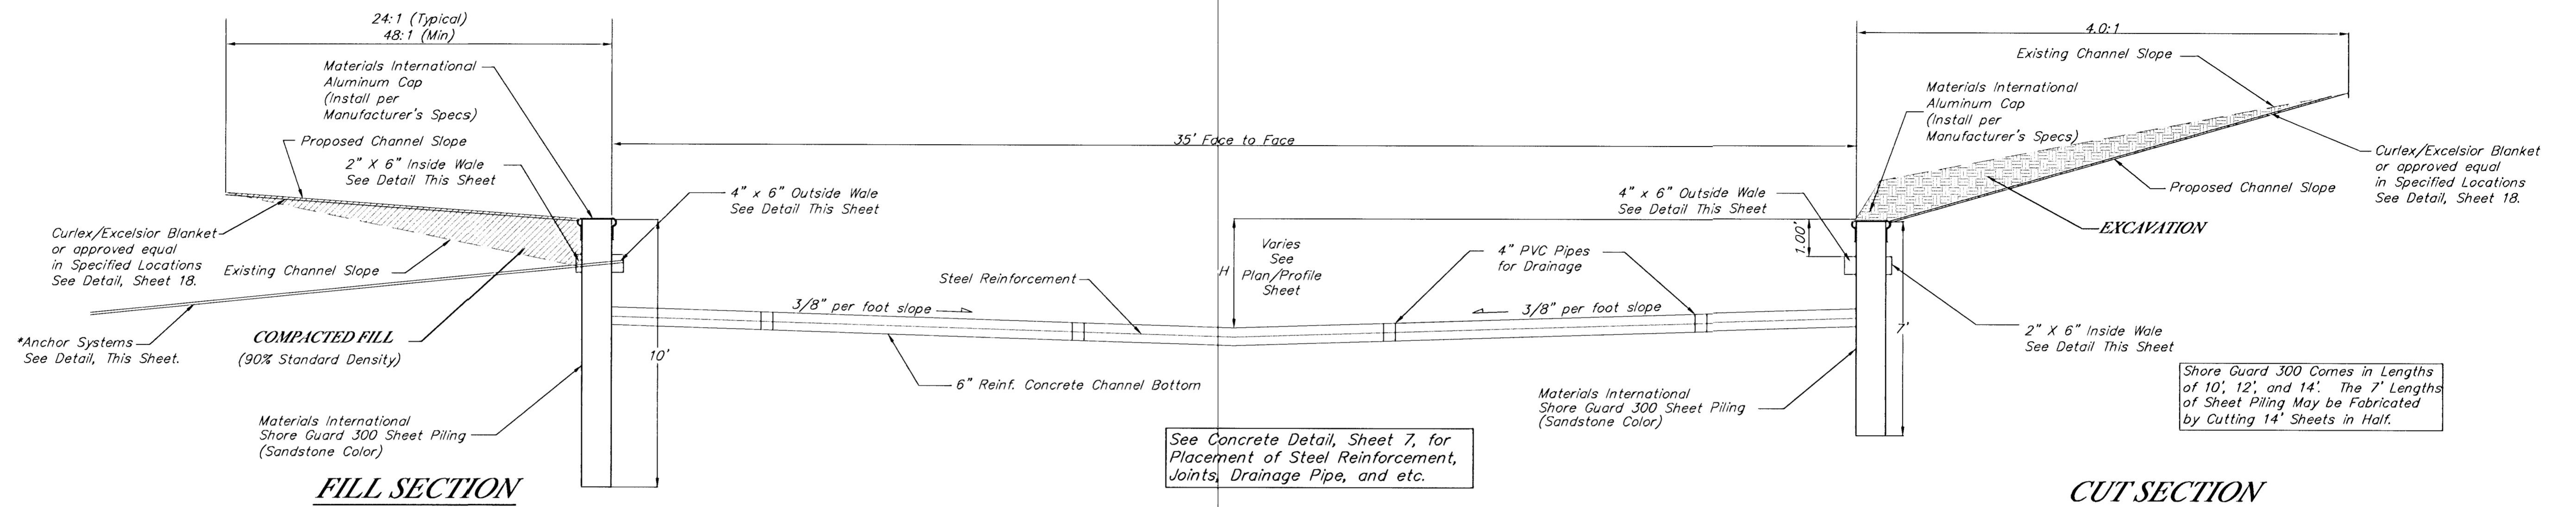 24:1 (Typical)
48:1 (Min)
Materials International
Aluminum Cap
(Install per
Manufacturer's Specs)
Proposed Channel Slope
2" X 6" Inside Wale
See Detail This Sheet
Curlex/Excelsior Blanket
or approved equal
in Specified Locations
See Detail, Sheet 18.
Existing Channel Slope
*Anchor Systems
See Detail, This Sheet.
COMPACTED FILL
(90% Standard Density)
Materials International
Shore Guard 300 Sheet Piling
(Sandstone Color)
FILL SECTION
10'
4" x 6" Outside Wale
See Detail This Sheet
35' Face to Face
3/8" per foot slope
Steel Reinforcement
6" Reinf. Concrete Channel Bottom
H
Varies
See
Plan/Profile
Sheet
4" PVC Pipes
for Drainage
3/8" per foot slope
See Concrete Detail, Sheet 7, for
Placement of Steel Reinforcement,
Joints, Drainage Pipe, and etc.
4" x 6" Outside Wale
See Detail This Sheet
1.00'
Materials International
Shore Guard 300 Sheet Piling
(Sandstone Color)
4.0:1
Existing Channel Slope
Materials International
Aluminum Cap
(Install per
Manufacturer's Specs)
Curlex/Excelsior Blanket
or approved equal
in Specified Locations
See Detail, Sheet 18.
Proposed Channel Slope
EXCAVATION
7'
2" X 6" Inside Wale
See Detail This Sheet
Shore Guard 300 Comes in Lengths
of 10', 12', and 14'. The 7' Lengths
of Sheet Piling May be Fabricated
by Cutting 14' Sheets in Half.
CUT SECTION